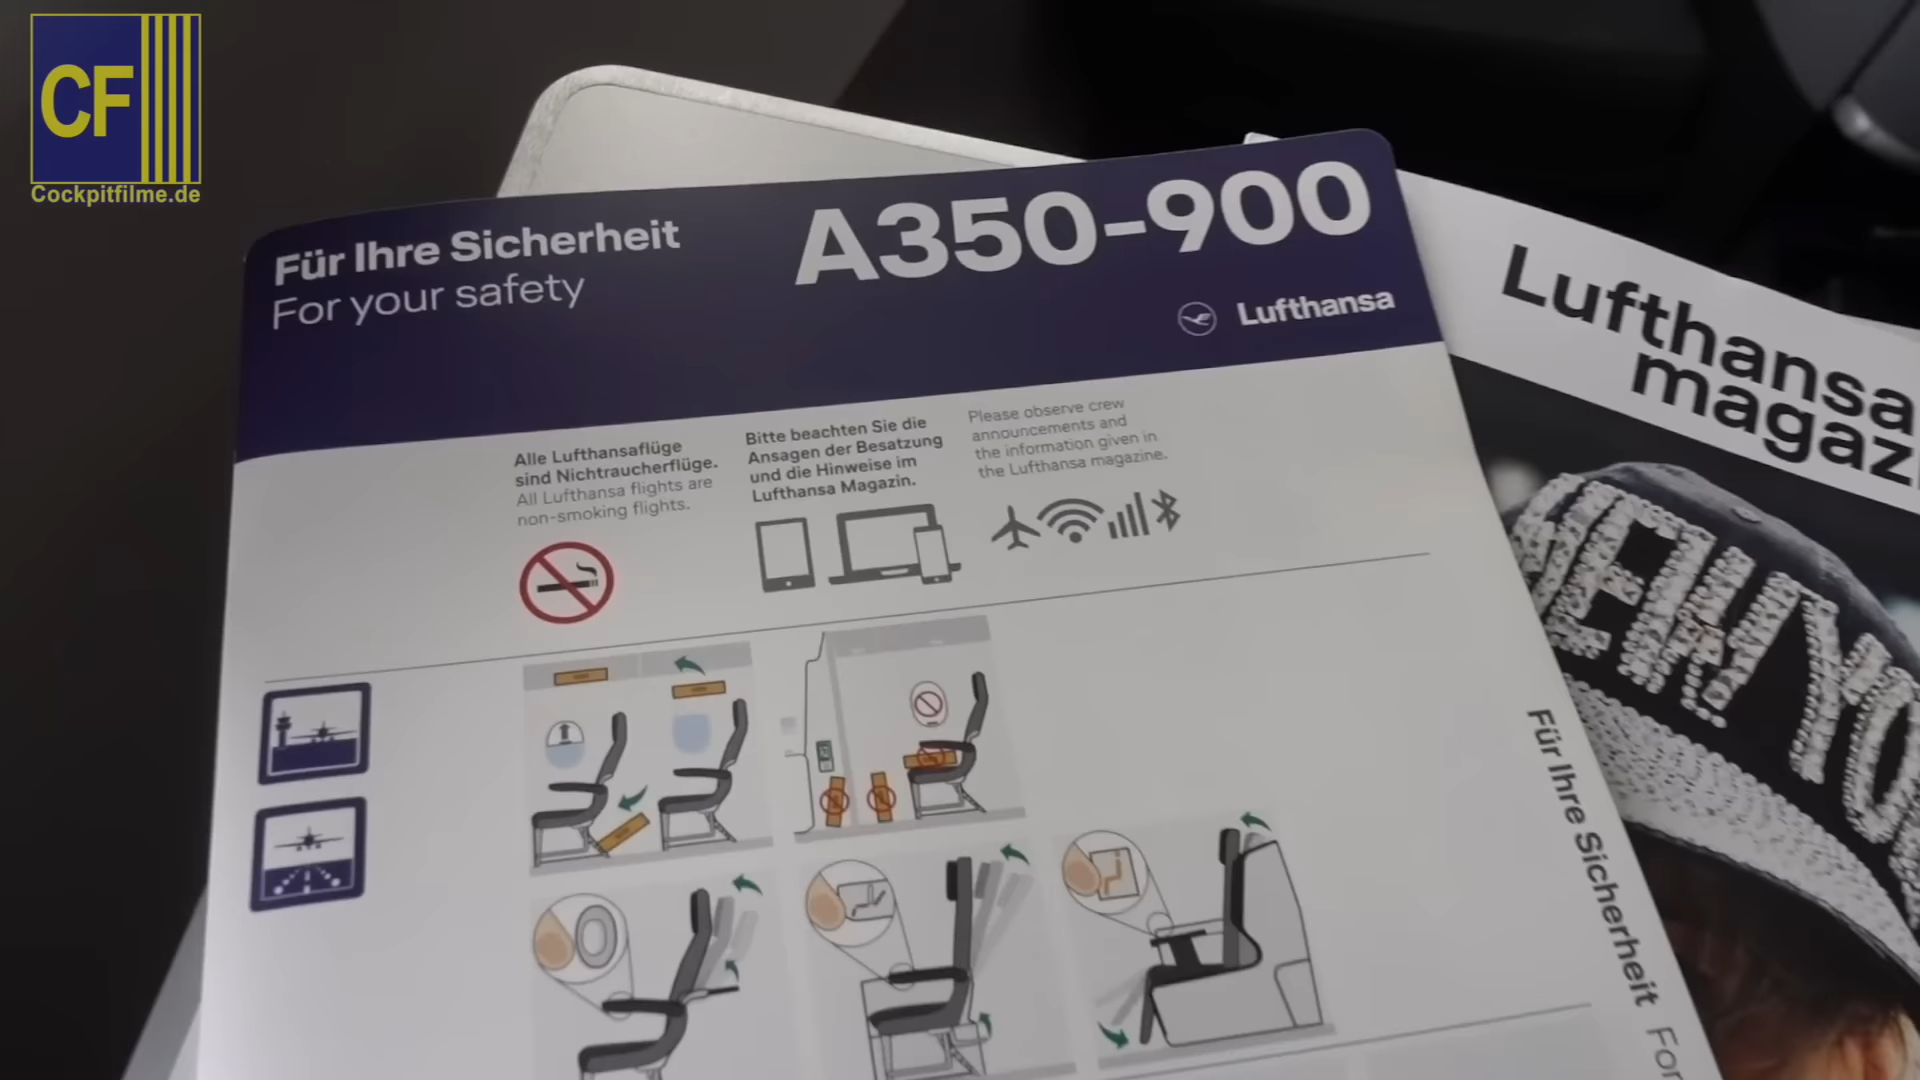 CF
Cockpitfilme.de
Für Ihre Sicherheit
For your safety
A350-900
Lufthansa
Alle Lufthansaflüge
sind Nichtraucherflüge.
All Lufthansa flights are
non-smoking flights.
Bitte beachten Sie die
Ansagen der Besatzung
und die Hinweise im
Lufthansa Magazin.
Please observe crew
announcements and
the information given in
the Lufthansa magazine.
Für Ihre Sicherheit For
Lufthansa
magaz
NEW YO